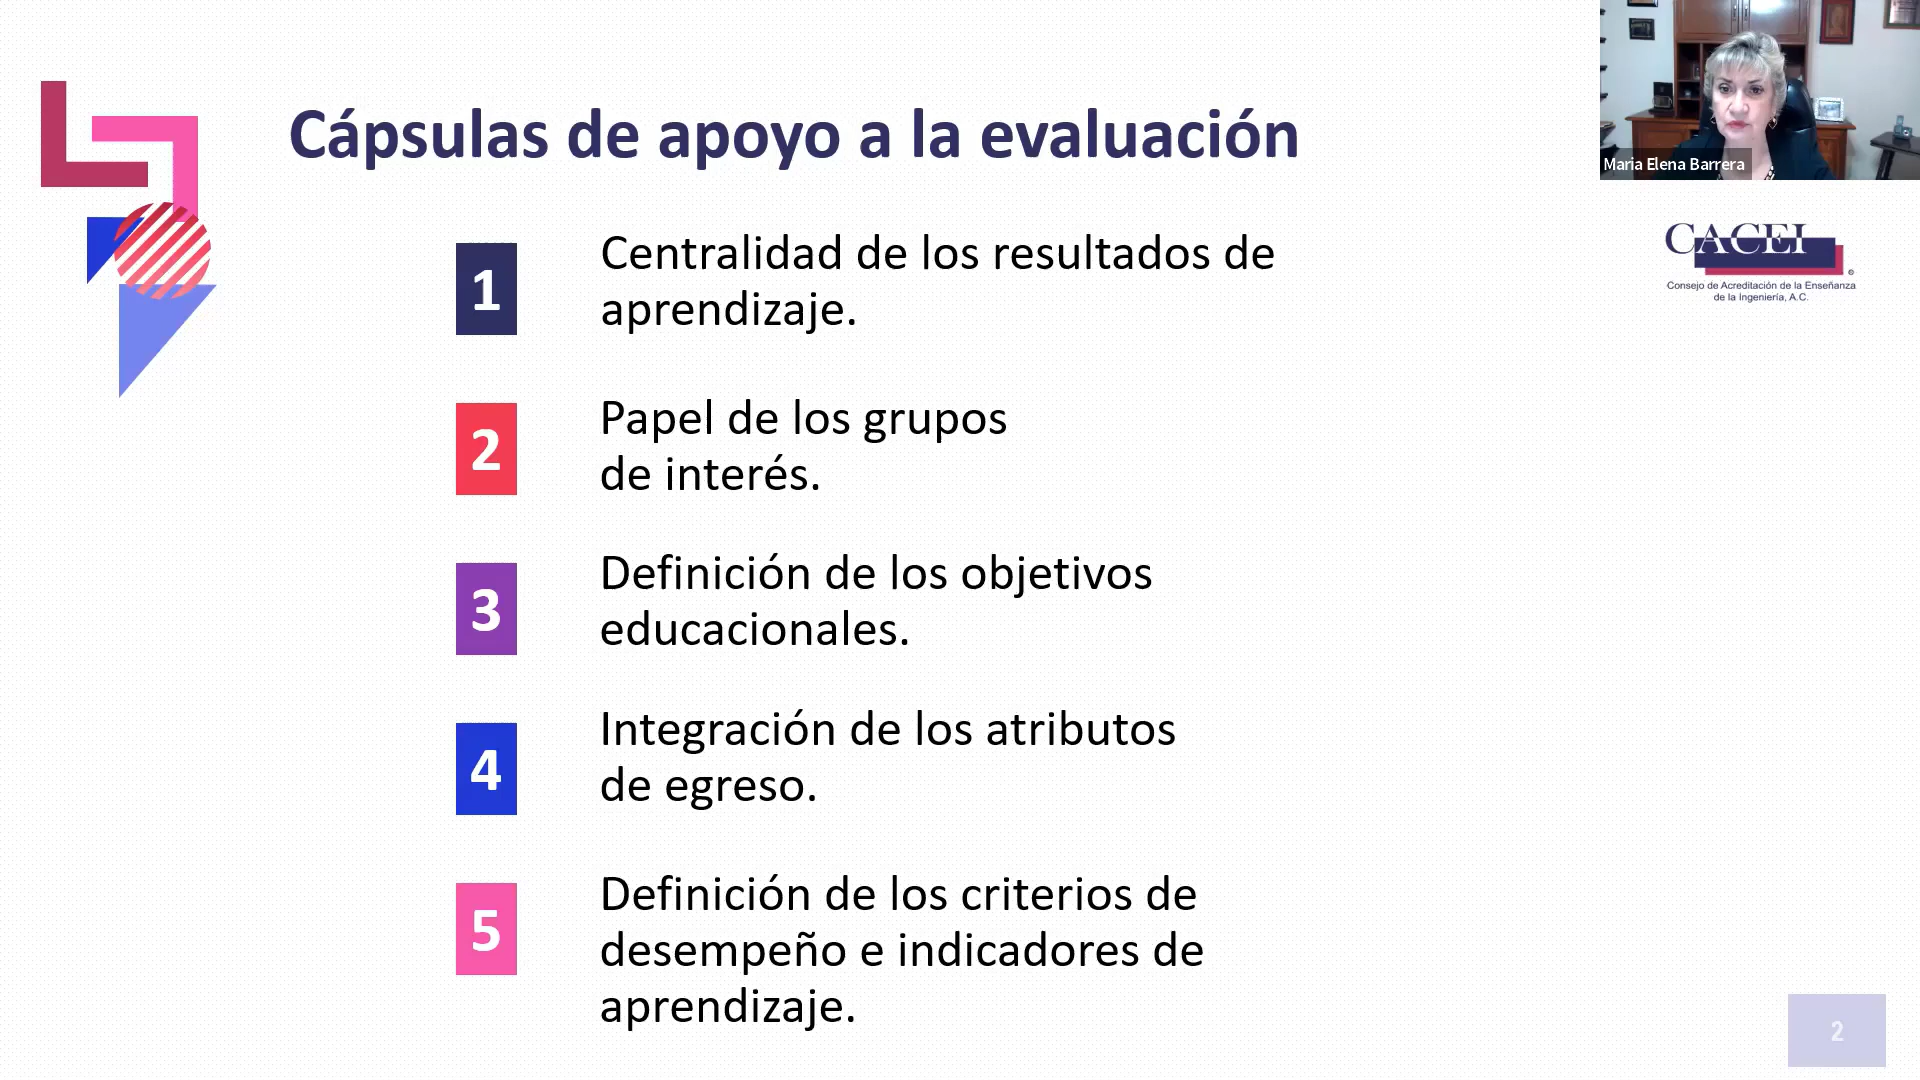 Cápsulas de apoyo a la evaluación
Maria Elena Barrera
CACEI
®
Consejo de Acreditación de la Enseñanza
de la Ingeniería, A.C.
1
Centralidad de los resultados de
aprendizaje.
2
Papel de los grupos
de interés.
3
Definición de los objetivos
educacionales.
4
Integración de los atributos
de egreso.
5
Definición de los criterios de
desempeño e indicadores de
aprendizaje.
2